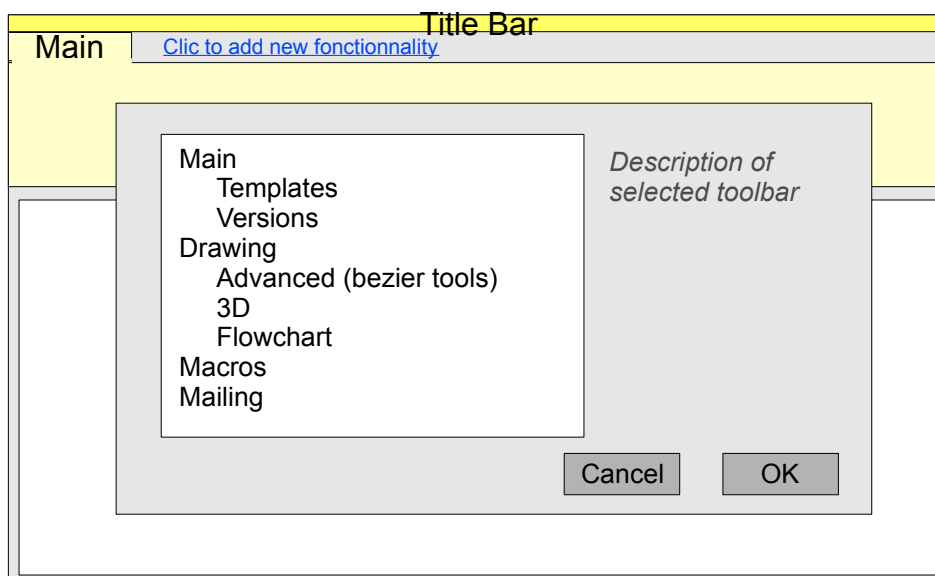 Title Bar
Main
Clic to add new fonctionnality
Main
Templates
Versions
Drawing
Advanced (bezier tools)
3D
Flowchart
Macros
Mailing
Description of
selected toolbar
Cancel
OK